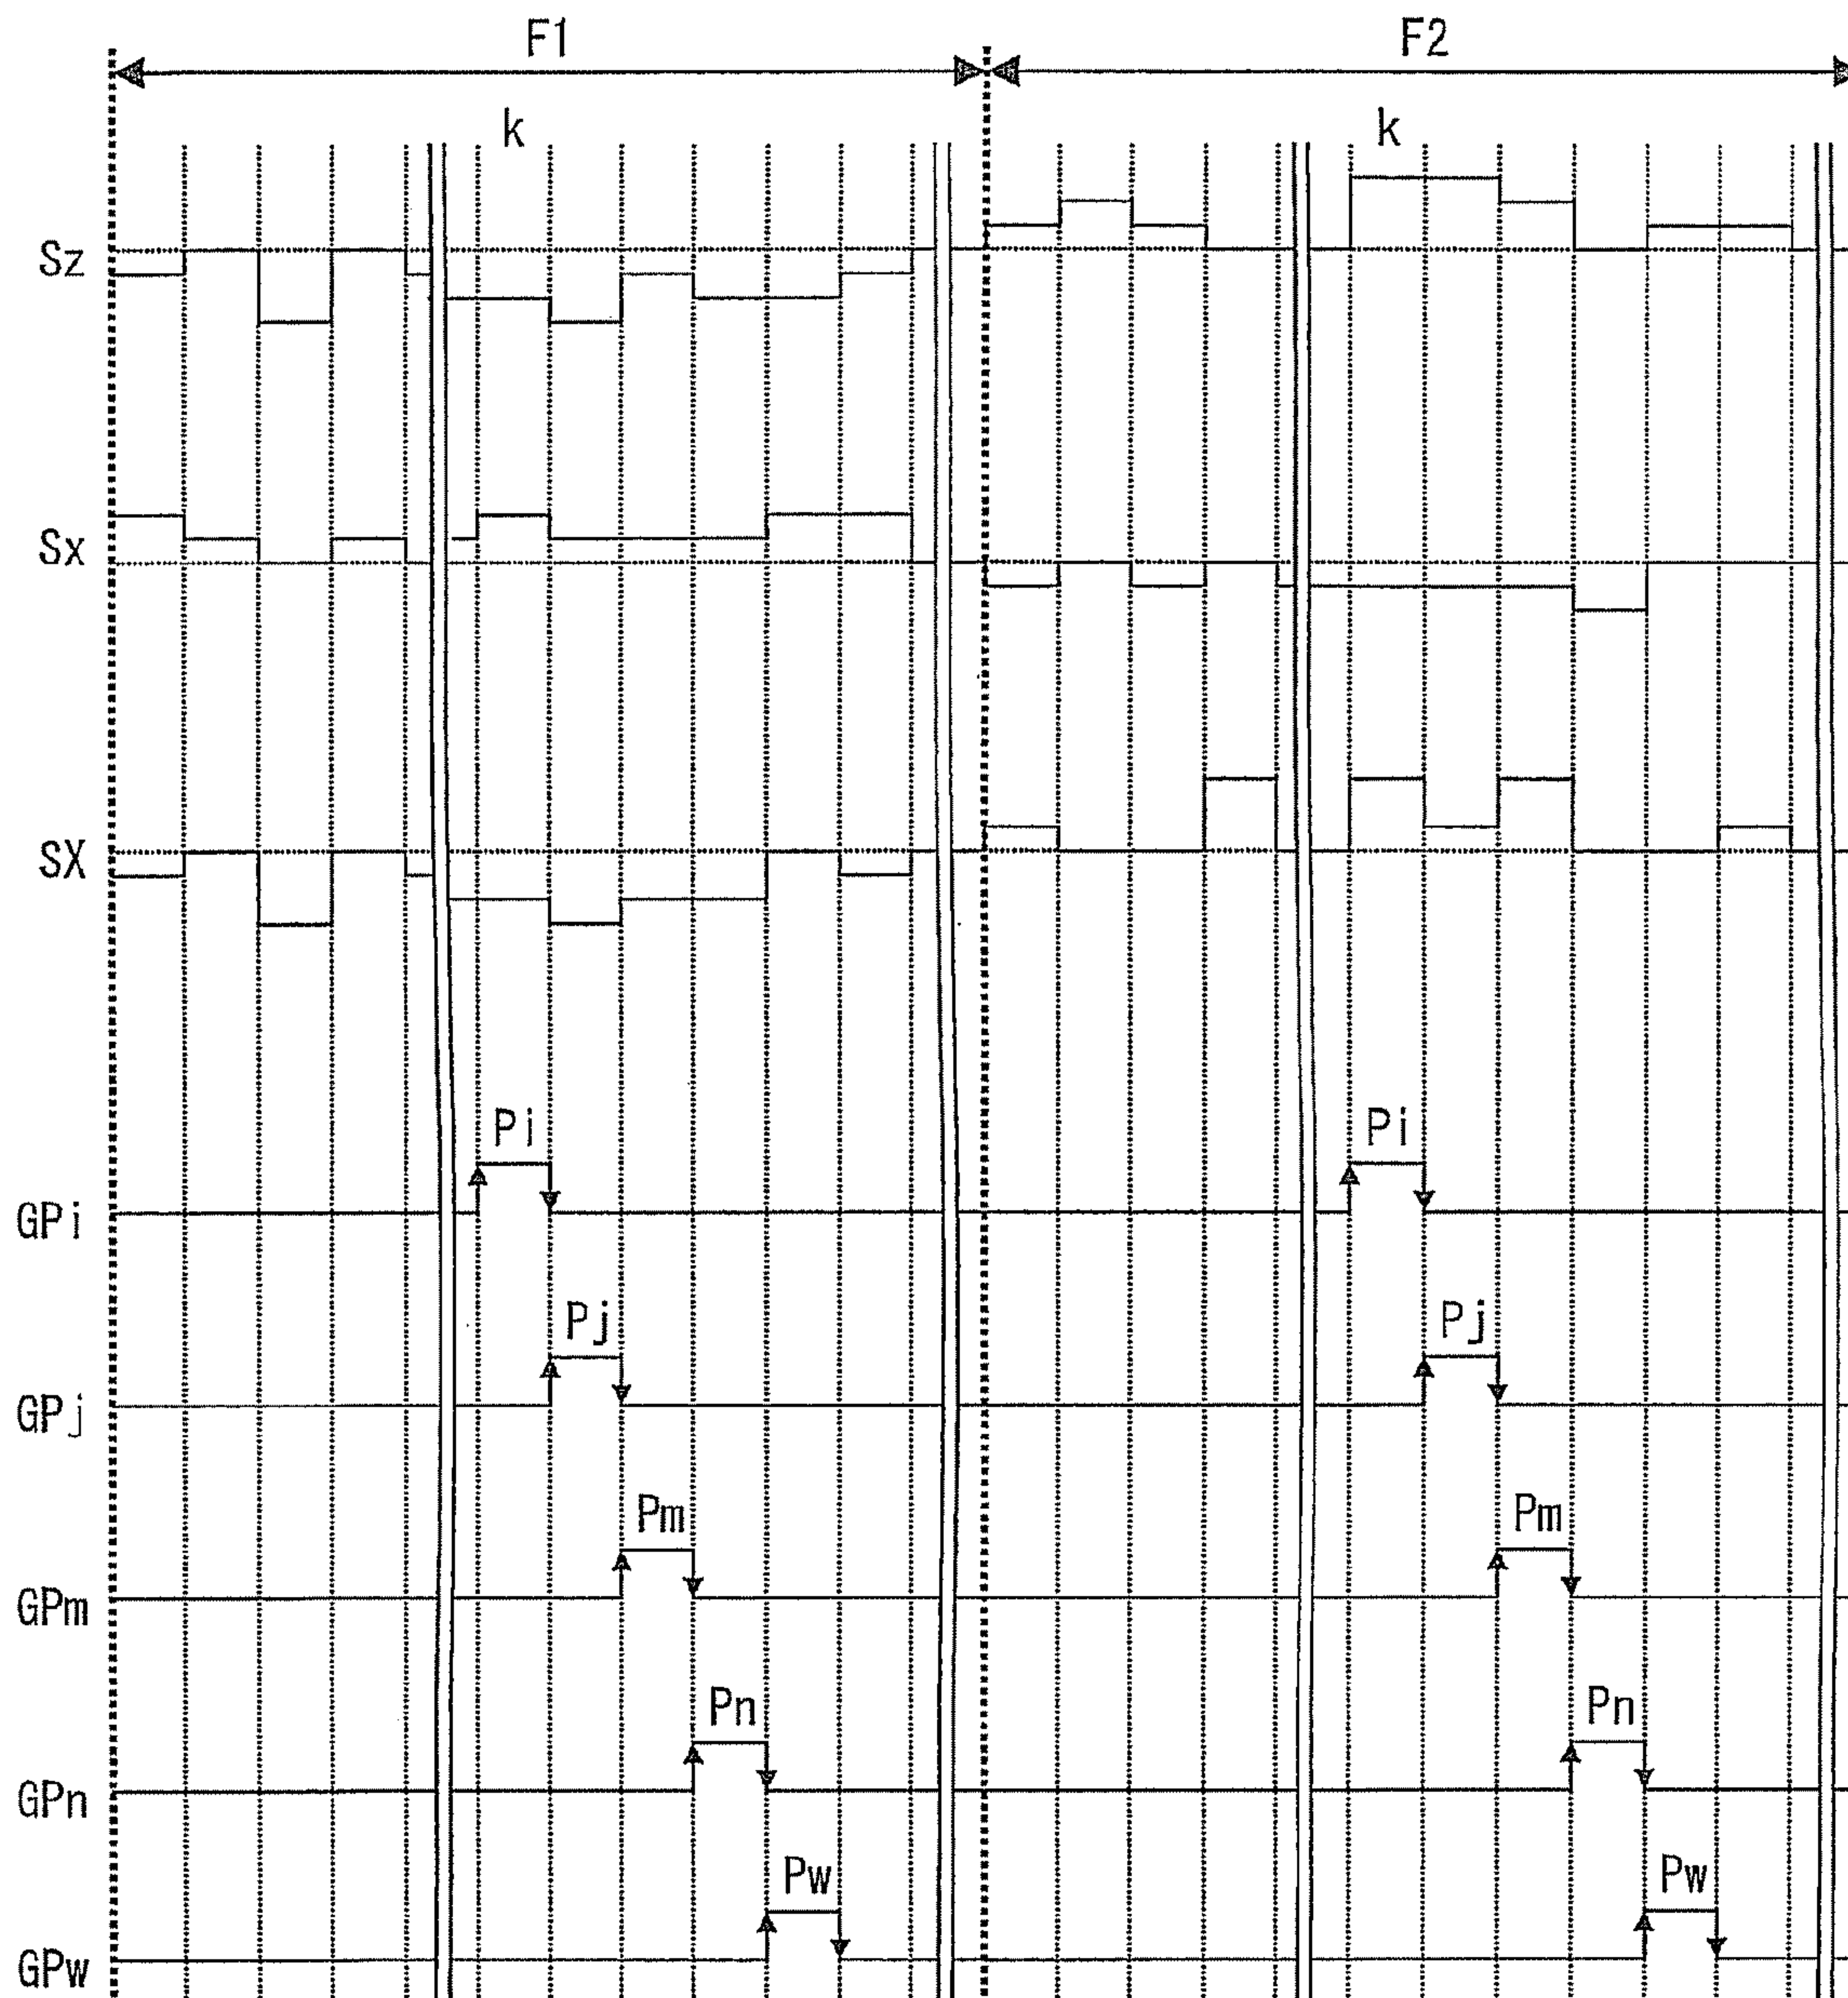 F1 F2
k k
Sz
Sx
SX
Pi Pi
GPi
Pj Pj
GPj
Pm Pm
GPm
Pn Pn
GPn
Pw Pw
GPw